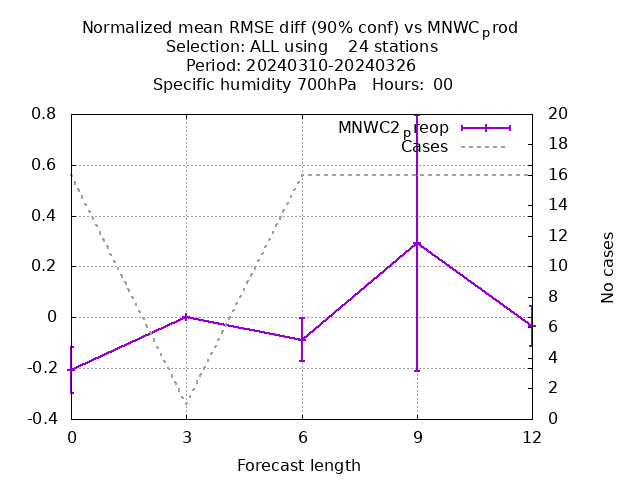 Normalized mean RMSE diff (90% conf) vs MNWCprod
Selection: ALL using    24 stations
Period: 20240310-20240326
Specific humidity 700hPa   Hours:  00
0.8
0.6
0.4
0.2
0
-0.2
-0.4
MNWC2preop
Cases
20
18
16
14
12
10
8
6
4
2
0
No cases
0 3 6 9 12
Forecast length